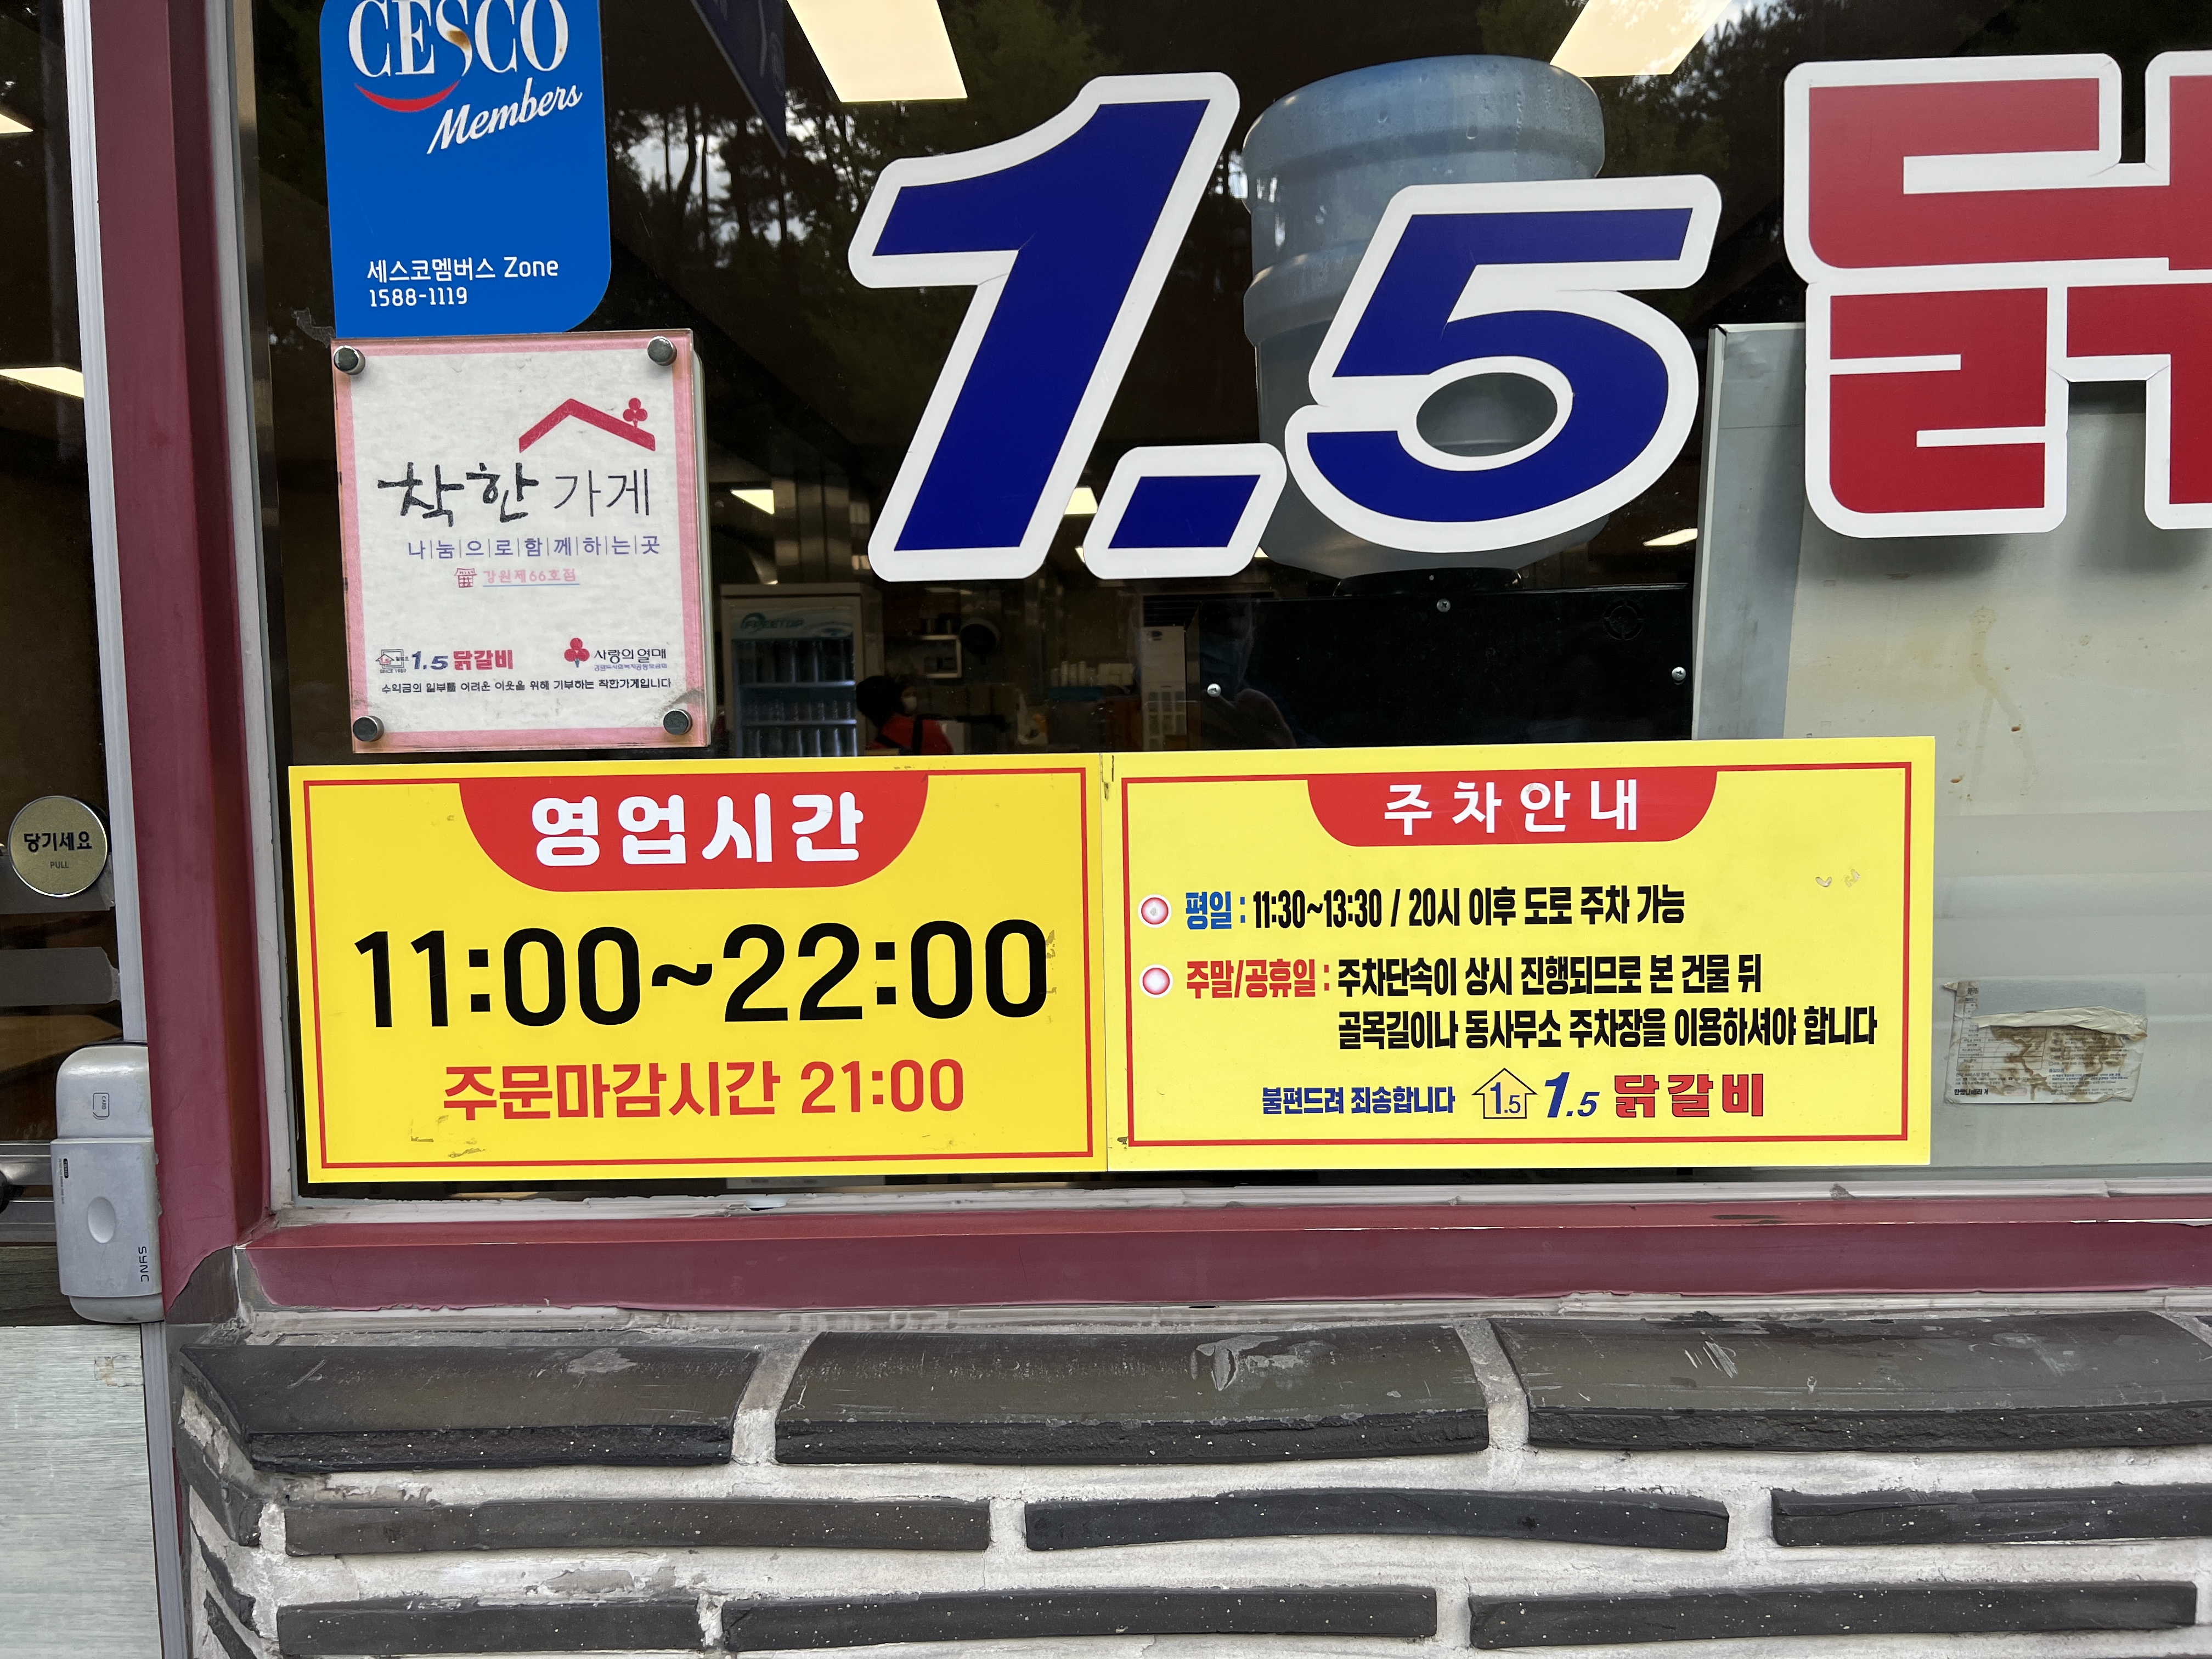 CESCO
Members
세스코멤버스 Zone
1588-1119
1.5 닭
착한 가게
나|눔|으|로|함|께|하|는|곳
강원제66호점
1.5 닭갈비
사랑의열매
수익금의 일부를 어려운 이웃을 위해 기부하는 착한가게입니다
당기세요
PULL
영업시간
11:00~22:00
주문마감시간 21:00
주차안내
평일 : 11:30~13:30 / 20시 이후 도로 주차 가능
주말/공휴일 : 주차단속이 상시 진행되므로 본 건물 뒤
골목길이나 동사무소 주차장을 이용하셔야 합니다
불편드려 죄송합니다 1.5 1.5 닭갈비
CARD
SYNC